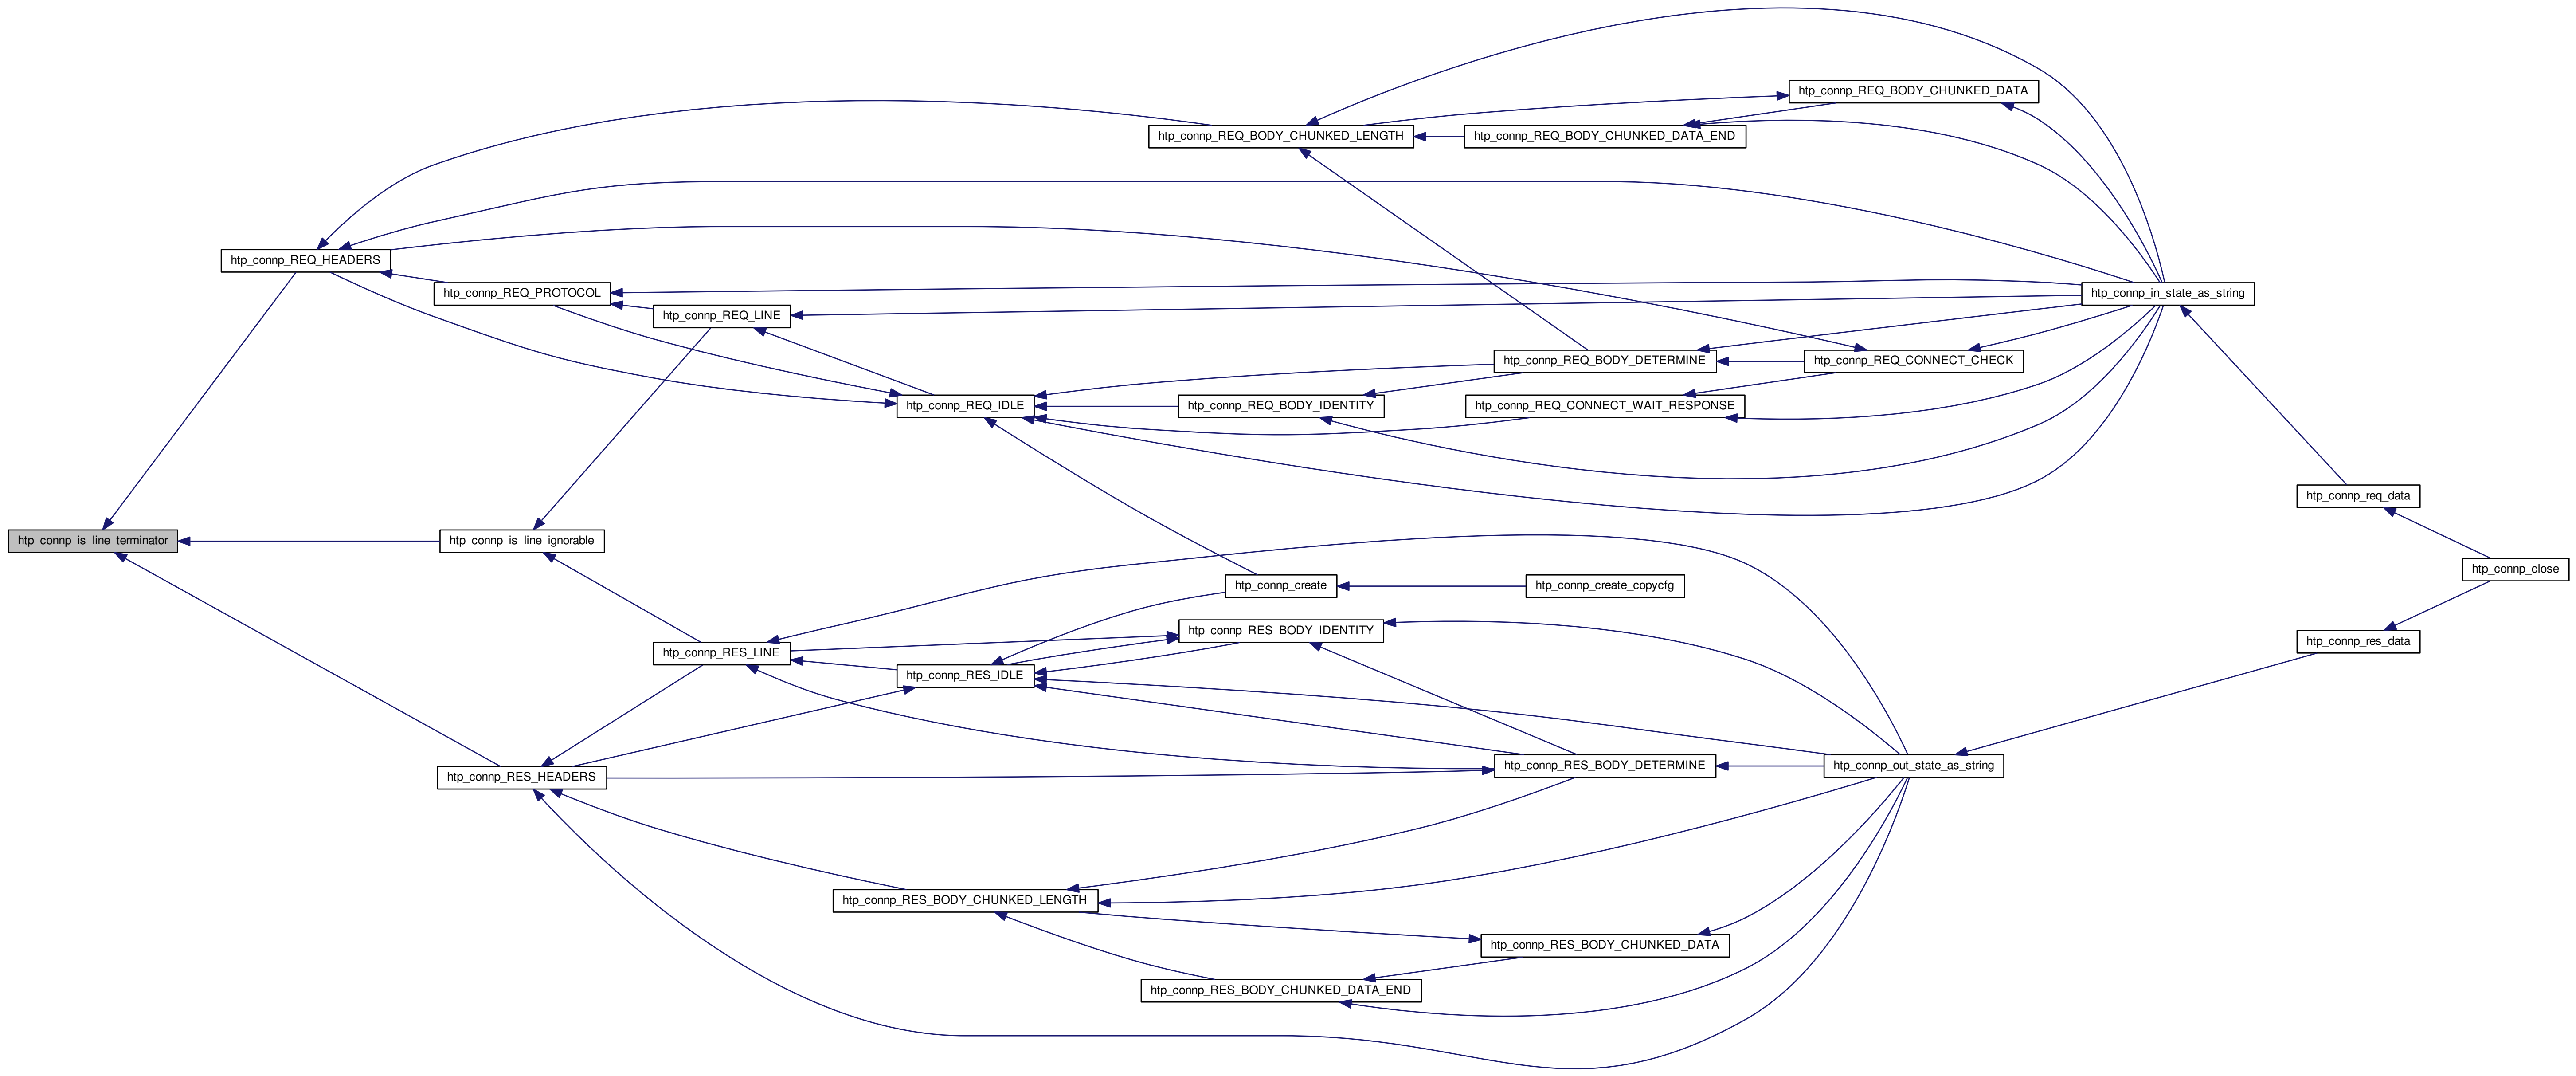 htp_connp_REQ_BODY_CHUNKED_DATA
htp_connp_REQ_BODY_CHUNKED_LENGTH
htp_connp_REQ_BODY_CHUNKED_DATA_END
htp_connp_REQ_HEADERS
htp_connp_REQ_PROTOCOL
htp_connp_in_state_as_string
htp_connp_REQ_LINE
htp_connp_REQ_BODY_DETERMINE
htp_connp_REQ_CONNECT_CHECK
htp_connp_REQ_IDLE
htp_connp_REQ_BODY_IDENTITY
htp_connp_REQ_CONNECT_WAIT_RESPONSE
htp_connp_req_data
htp_connp_is_line_terminator
htp_connp_is_line_ignorable
htp_connp_close
htp_connp_create
htp_connp_create_copycfg
htp_connp_RES_BODY_IDENTITY
htp_connp_res_data
htp_connp_RES_LINE
htp_connp_RES_IDLE
htp_connp_RES_HEADERS
htp_connp_RES_BODY_DETERMINE
htp_connp_out_state_as_string
htp_connp_RES_BODY_CHUNKED_LENGTH
htp_connp_RES_BODY_CHUNKED_DATA
htp_connp_RES_BODY_CHUNKED_DATA_END